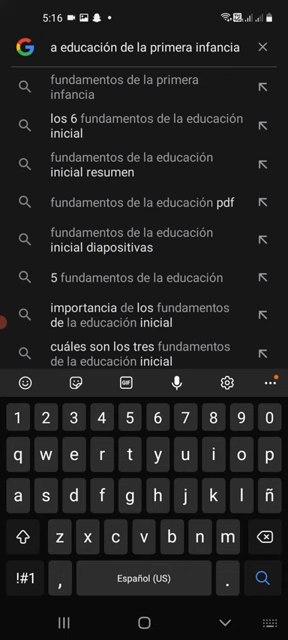 5:16
a educación de la primera infancia
fundamentos de la primera
infancia
los 6 fundamentos de la educación
inicial
fundamentos de la educación
inicial resumen
fundamentos de la educación pdf
fundamentos de la educación
inicial diapositivas
5 fundamentos de la educación
importancia de los fundamentos
de la educación inicial
cuáles son los tres fundamentos
de la educación inicial
GIF
1 2 3 4 5 6 7 8 9 0
q w e r t y u i o p
a s d f g h j k l ñ
z x c v b n m
!#1 , Español (US) .